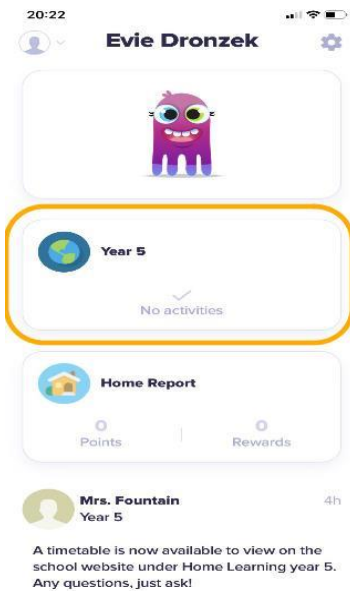 20:22
Evie Dronzek
Year 5
No activities
Home Report
0 0
Points Rewards
Mrs. Fountain 4h
Year 5
A timetable is now available to view on the
school website under Home Learning year 5.
Any questions, just ask!